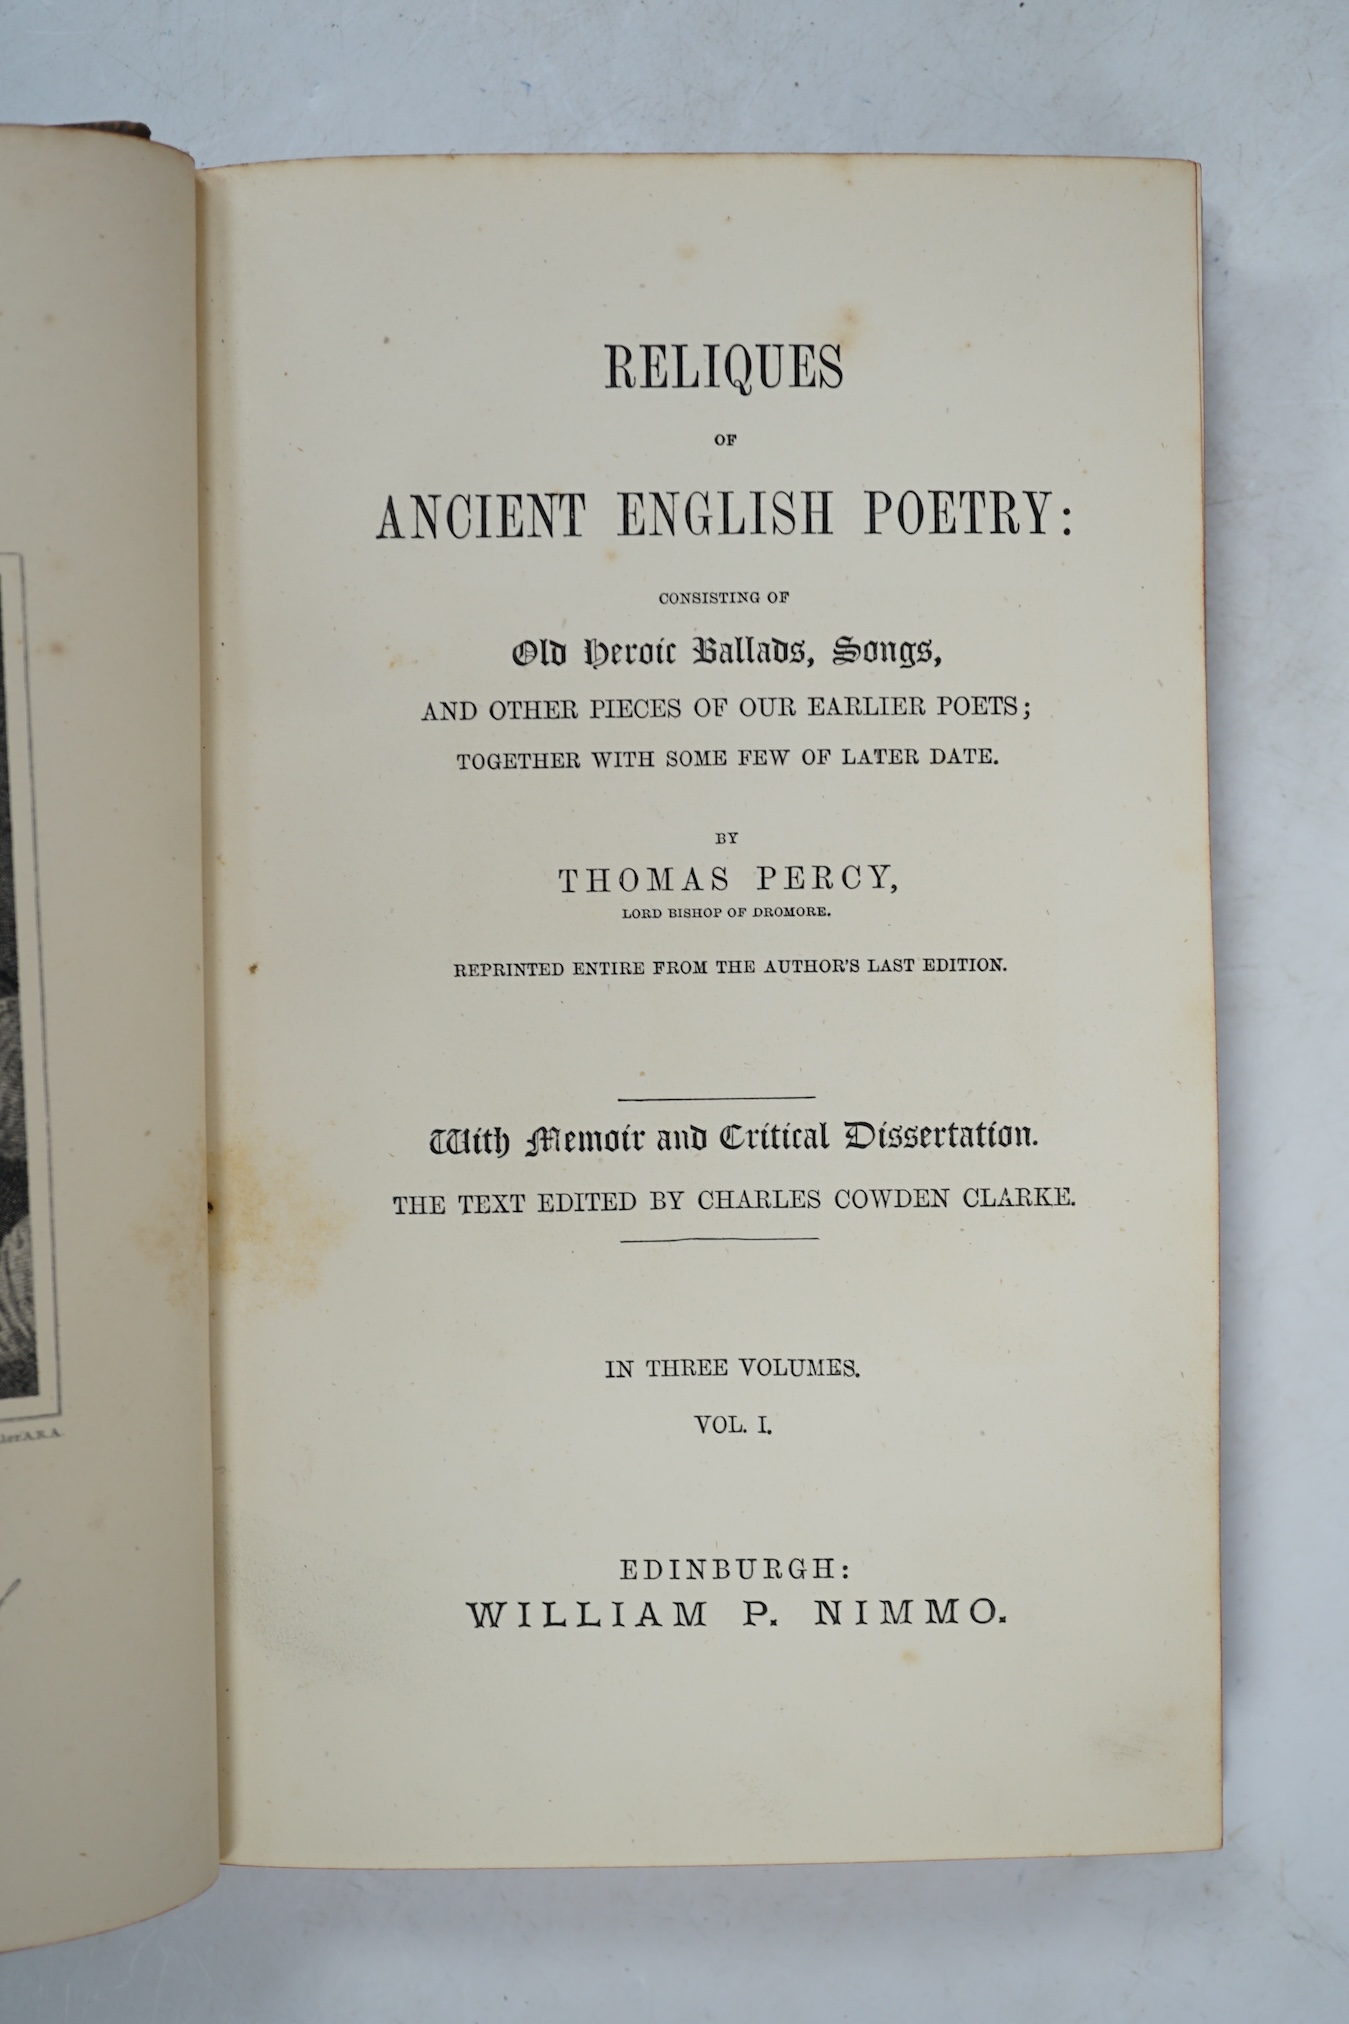 RELIQUES
OF
ANCIENT ENGLISH POETRY:
CONSISTING OF
Old Heroic Ballads, Songs,
AND OTHER PIECES OF OUR EARLIER POETS;
TOGETHER WITH SOME FEW OF LATER DATE.
BY
THOMAS PERCY,
LORD BISHOP OF DROMORE.
REPRINTED ENTIRE FROM THE AUTHOR'S LAST EDITION.
With Memoir and Critical Dissertation.
THE TEXT EDITED BY CHARLES COWDEN CLARKE.
IN THREE VOLUMES.
VOL. I.
EDINBURGH:
WILLIAM P. NIMMO.
A.R.A.